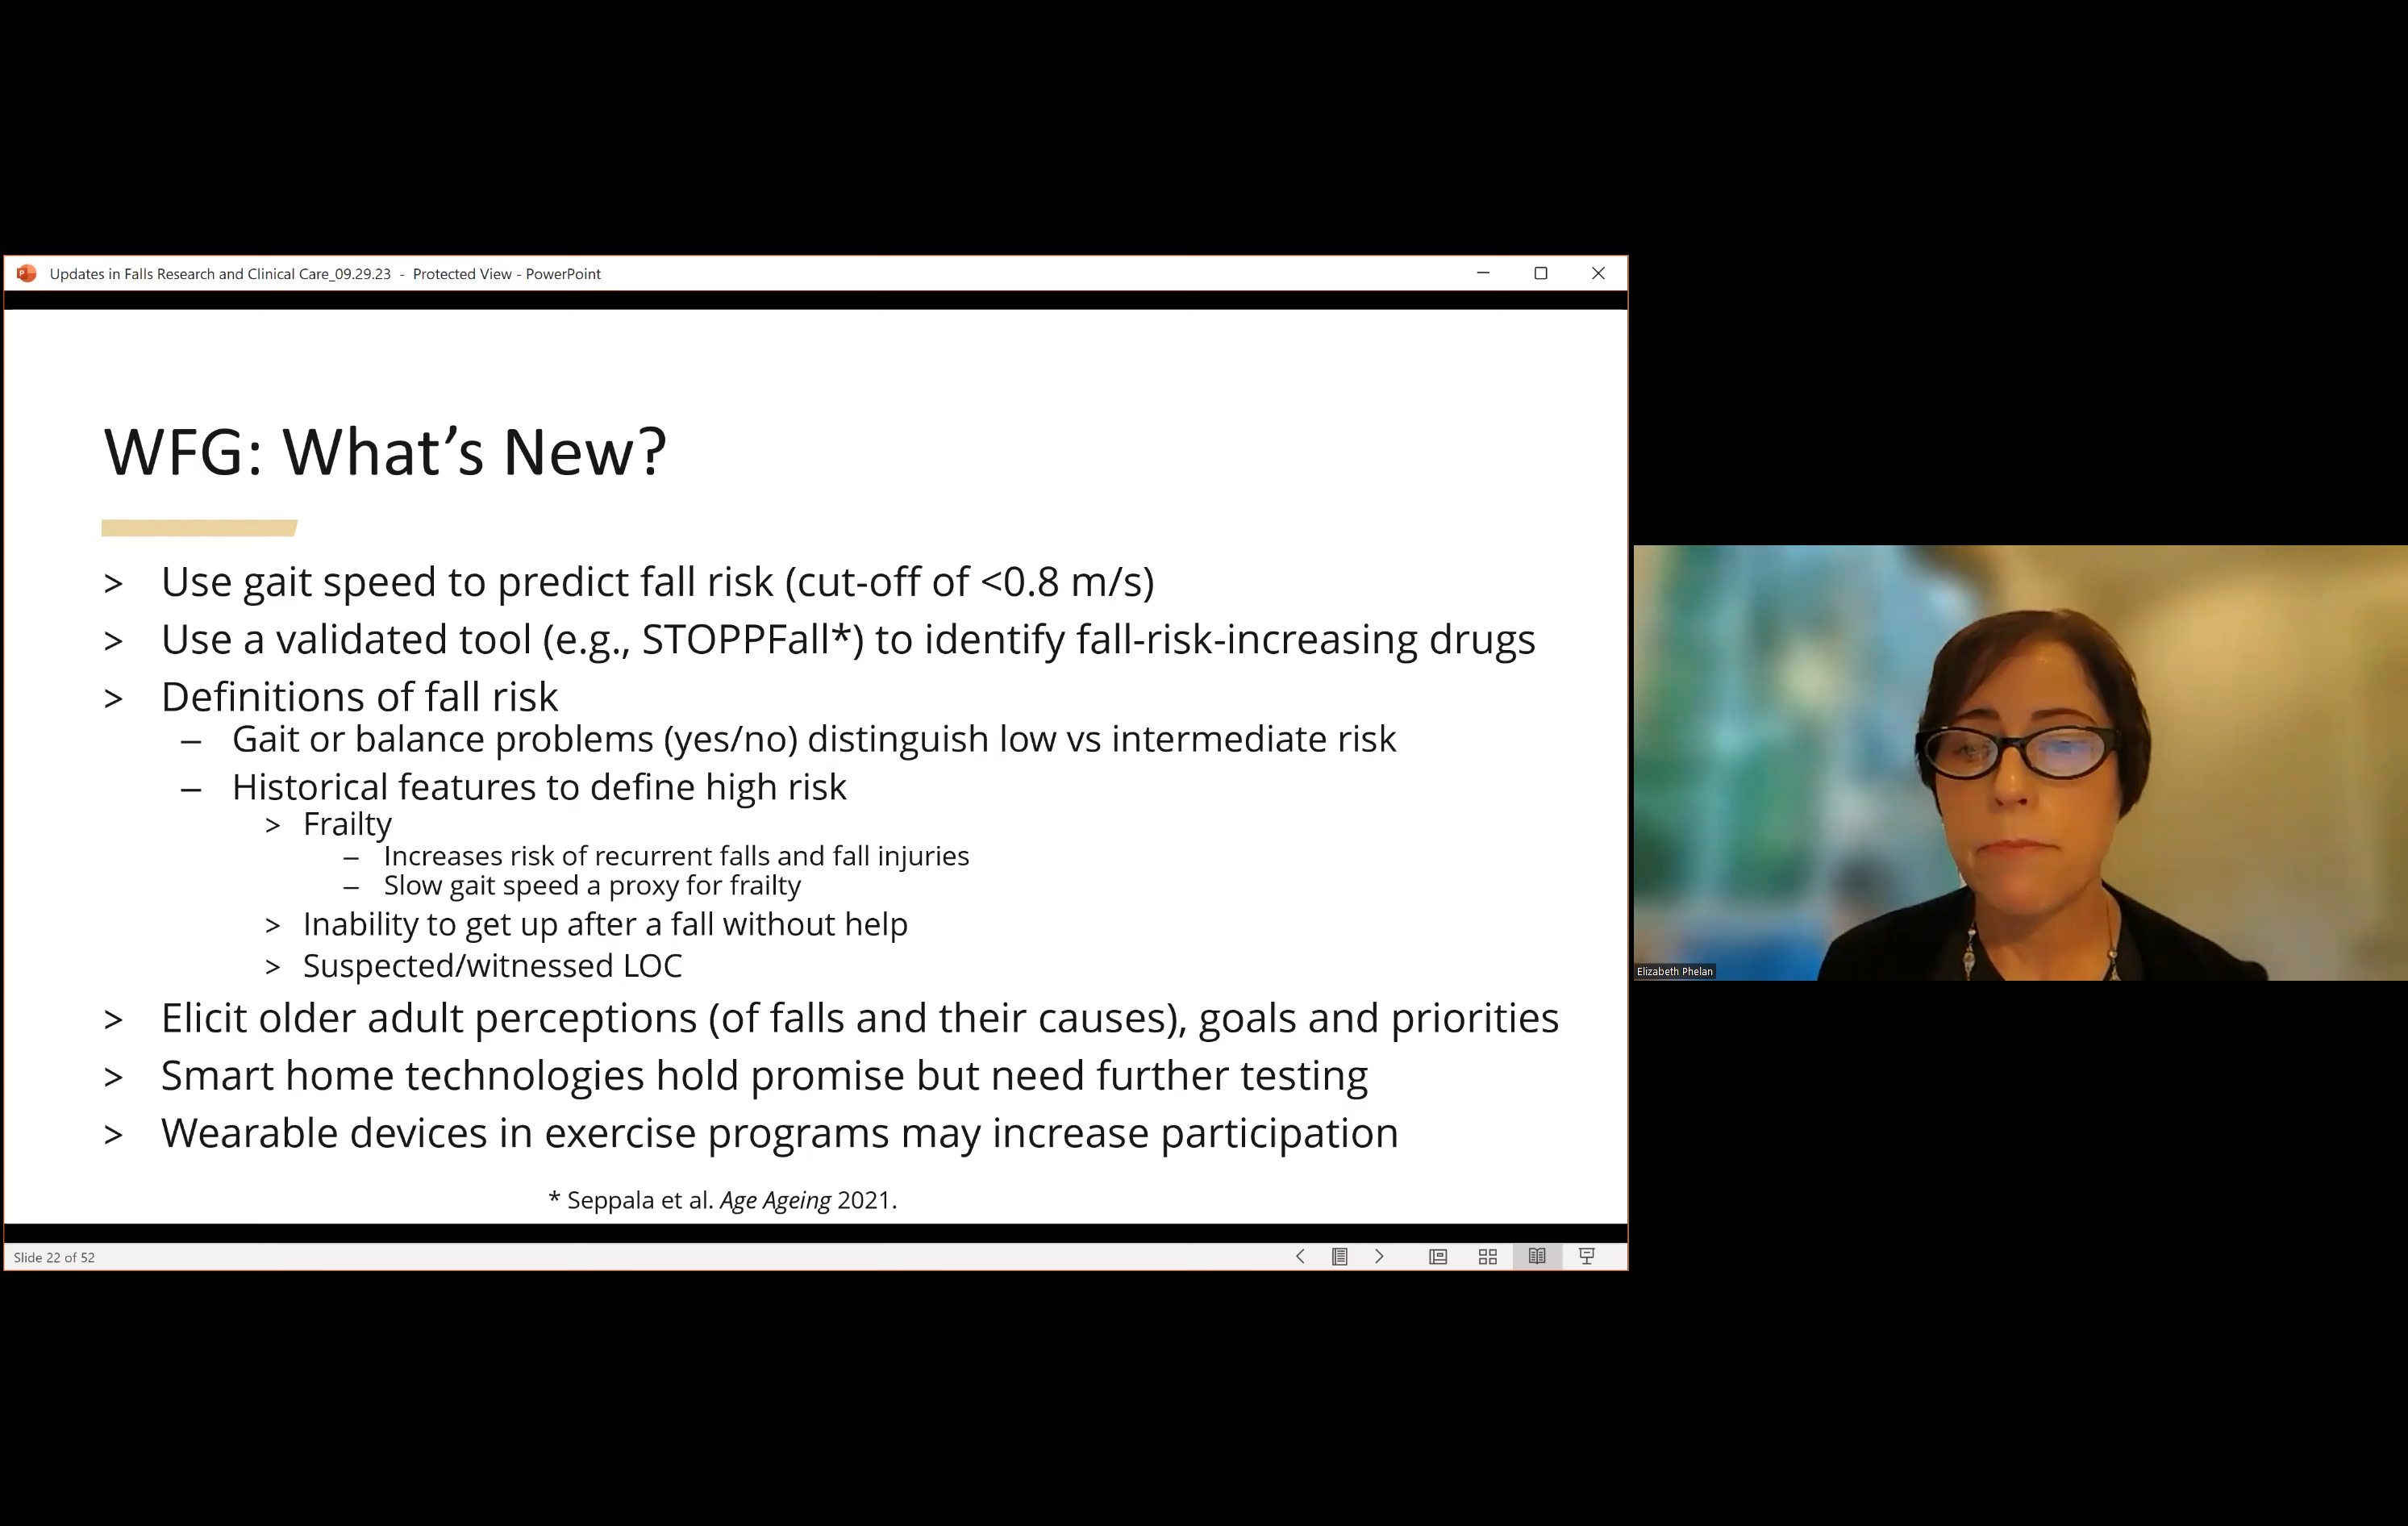 Updates in Falls Research and Clinical Care_09.29.23 - Protected View - PowerPoint
WFG: What's New?
> Use gait speed to predict fall risk (cut-off of <0.8 m/s)
> Use a validated tool (e.g., STOPPFall*) to identify fall-risk-increasing drugs
> Definitions of fall risk
– Gait or balance problems (yes/no) distinguish low vs intermediate risk
– Historical features to define high risk
> Frailty
– Increases risk of recurrent falls and fall injuries
– Slow gait speed a proxy for frailty
> Inability to get up after a fall without help
> Suspected/witnessed LOC
> Elicit older adult perceptions (of falls and their causes), goals and priorities
> Smart home technologies hold promise but need further testing
> Wearable devices in exercise programs may increase participation
* Seppala et al. Age Ageing 2021.
Slide 22 of 52
Elizabeth Phelan